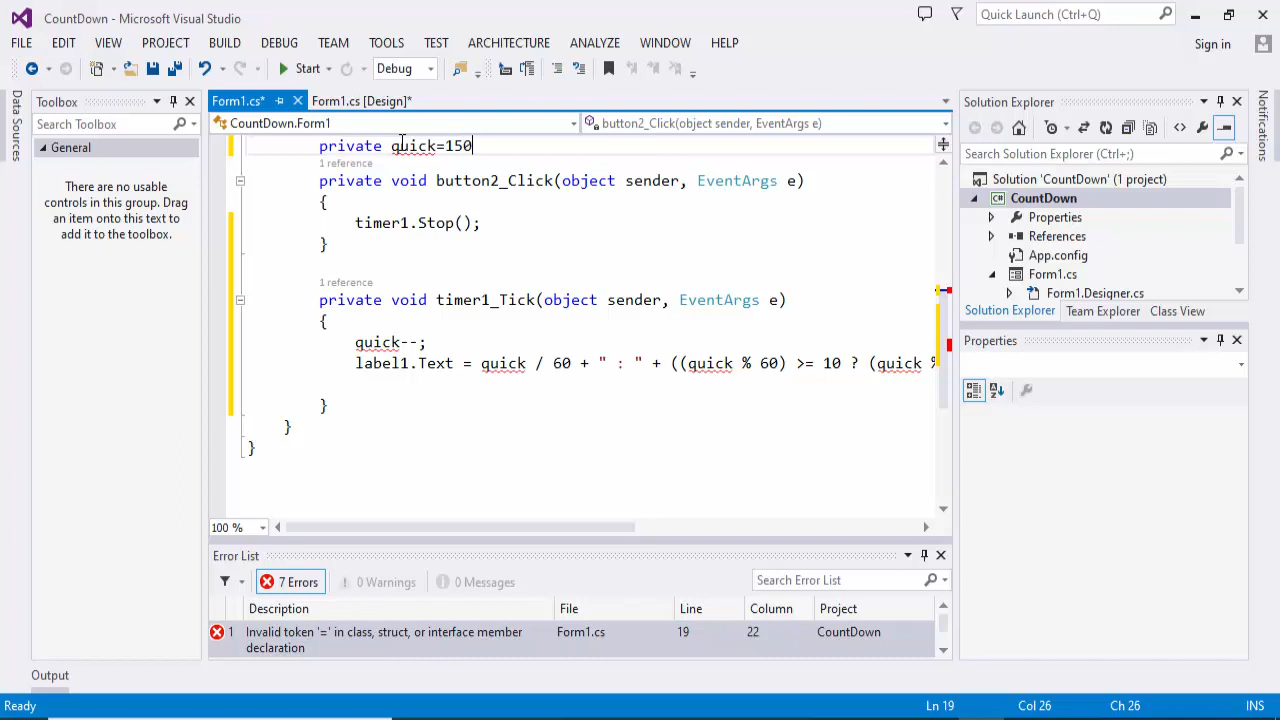 CountDown - Microsoft Visual Studio
Quick Launch (Ctrl+Q)
FILE EDIT VIEW PROJECT BUILD DEBUG TEAM TOOLS TEST ARCHITECTURE ANALYZE WINDOW HELP
Sign in
Start
Debug
Data Sources
Toolbox
Search Toolbox
General
There are no usable
controls in this group. Drag
an item onto this text to
add it to the toolbox.
Form1.cs*
Form1.cs [Design]*
CountDown.Form1
button2_Click(object sender, EventArgs e)
private quick=150
1 reference
private void button2_Click(object sender, EventArgs e)
{
timer1.Stop();
}
1 reference
private void timer1_Tick(object sender, EventArgs e)
{
quick--;
label1.Text = quick / 60 + " : " + ((quick % 60) >= 10 ? (quick %
}
}
}
100 %
Error List
7 Errors
0 Warnings
0 Messages
Search Error List
Description File Line Column Project
1 Invalid token '=' in class, struct, or interface member declaration Form1.cs 19 22 CountDown
Solution Explorer
Search Solution Explorer (Ctrl+;)
Solution 'CountDown' (1 project)
C# CountDown
Properties
References
App.config
Form1.cs
Form1.Designer.cs
Solution Explorer Team Explorer Class View
Properties
Notifications
Output
Ready
Ln 19 Col 26 Ch 26 INS